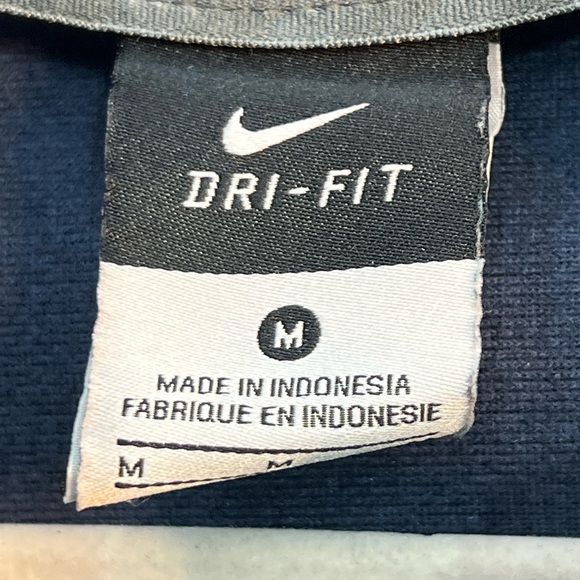 DRI-FIT
M
MADE IN INDONESIA
FABRIQUE EN INDONESIE
M M